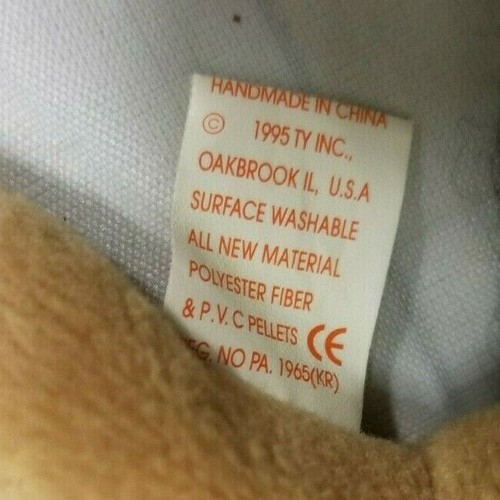 HANDMADE IN CHINA
© 1995 TY INC.,
OAKBROOK IL, U.S.A
SURFACE WASHABLE
ALL NEW MATERIAL
POLYESTER FIBER
& P.V.C PELLETS CE
NO PA. 1965(KR)